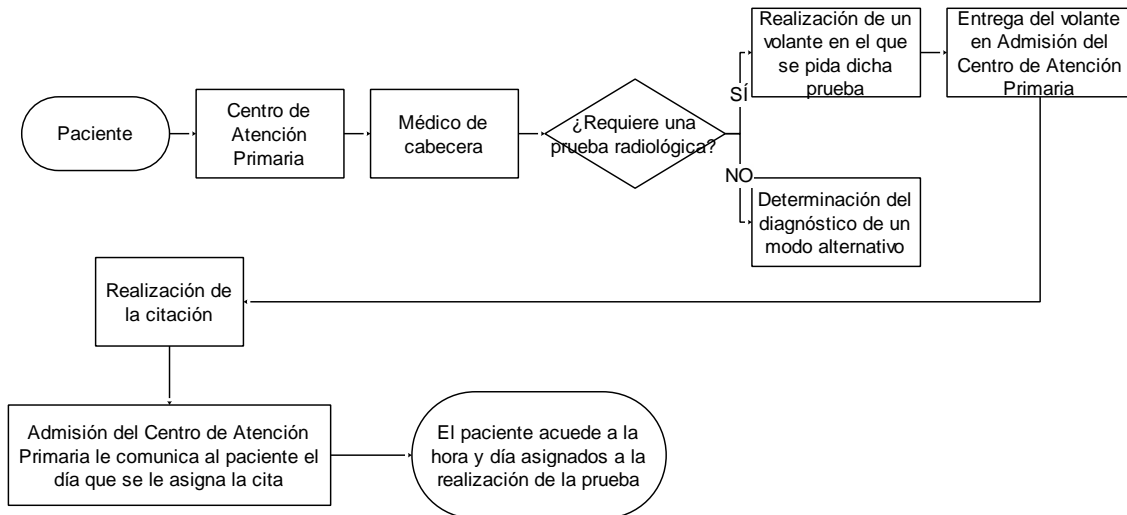 Paciente
Centro de
Atención
Primaria
Médico de
cabecera
¿Requiere una
prueba radiológica?
SÍ
Realización de un
volante en el que
se pida dicha
prueba
Entrega del volante
en Admisión del
Centro de Atención
Primaria
NO
Determinación del
diagnóstico de un
modo alternativo
Realización de
la citación
Admisión del Centro de Atención
Primaria le comunica al paciente el
día que se le asigna la cita
El paciente acude a la
hora y día asignados a la
realización de la prueba